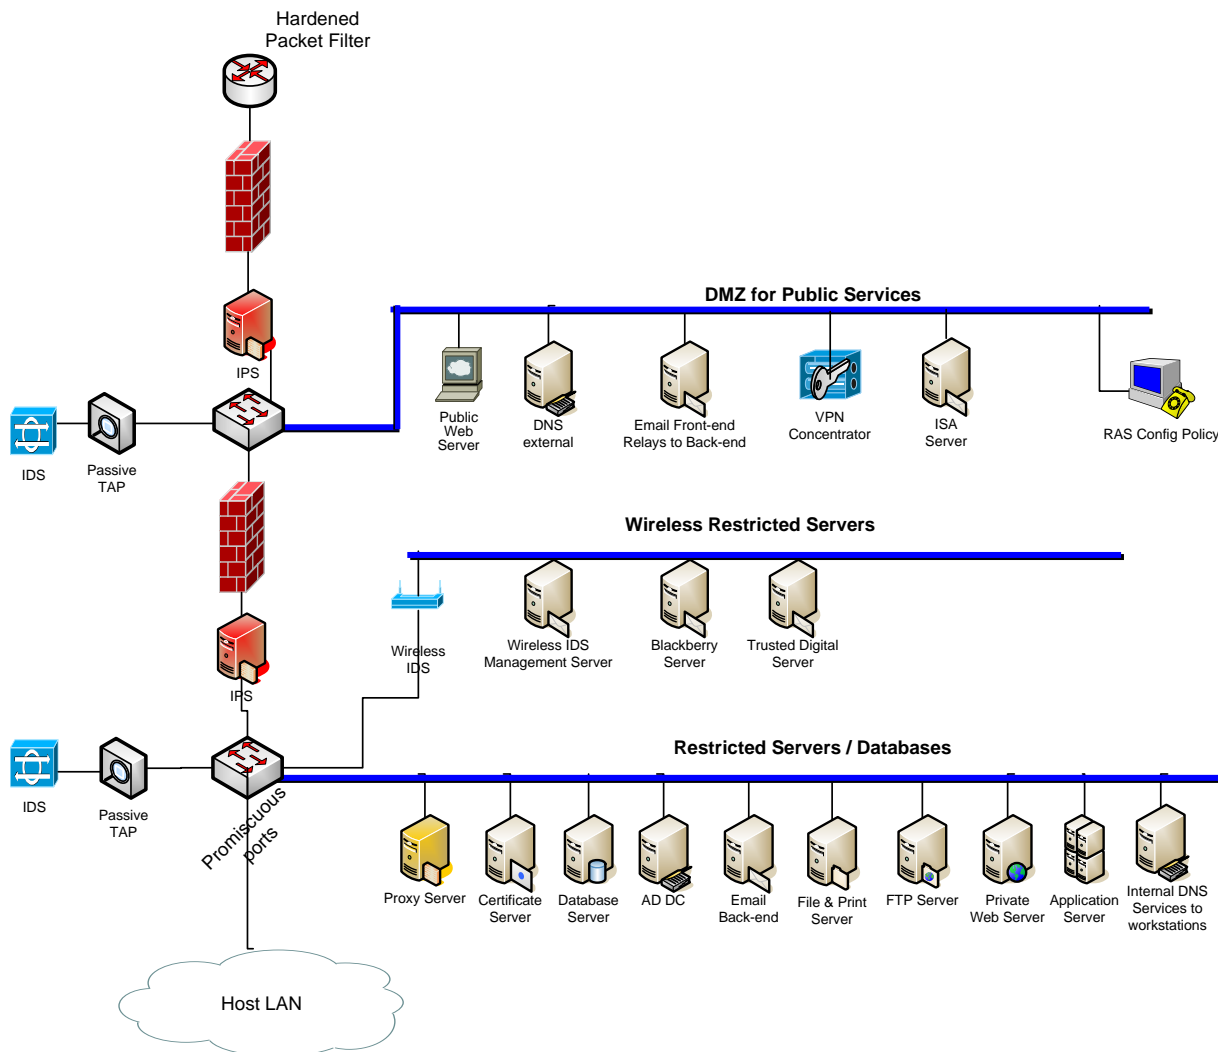 Hardened
Packet Filter
IPS
DMZ for Public Services
Public
Web
Server
DNS
external
Email Front-end
Relays to Back-end
VPN
Concentrator
ISA
Server
RAS Config Policy
IDS
Passive
TAP
Wireless Restricted Servers
Wireless
IDS
Wireless IDS
Management Server
Blackberry
Server
Trusted Digital
Server
IPS
IDS
Passive
TAP
Promiscuous
ports
Restricted Servers / Databases
Proxy Server
Certificate
Server
Database
Server
AD DC
Email
Back-end
File & Print
Server
FTP Server
Private
Web Server
Application
Server
Internal DNS
Services to
workstations
Host LAN